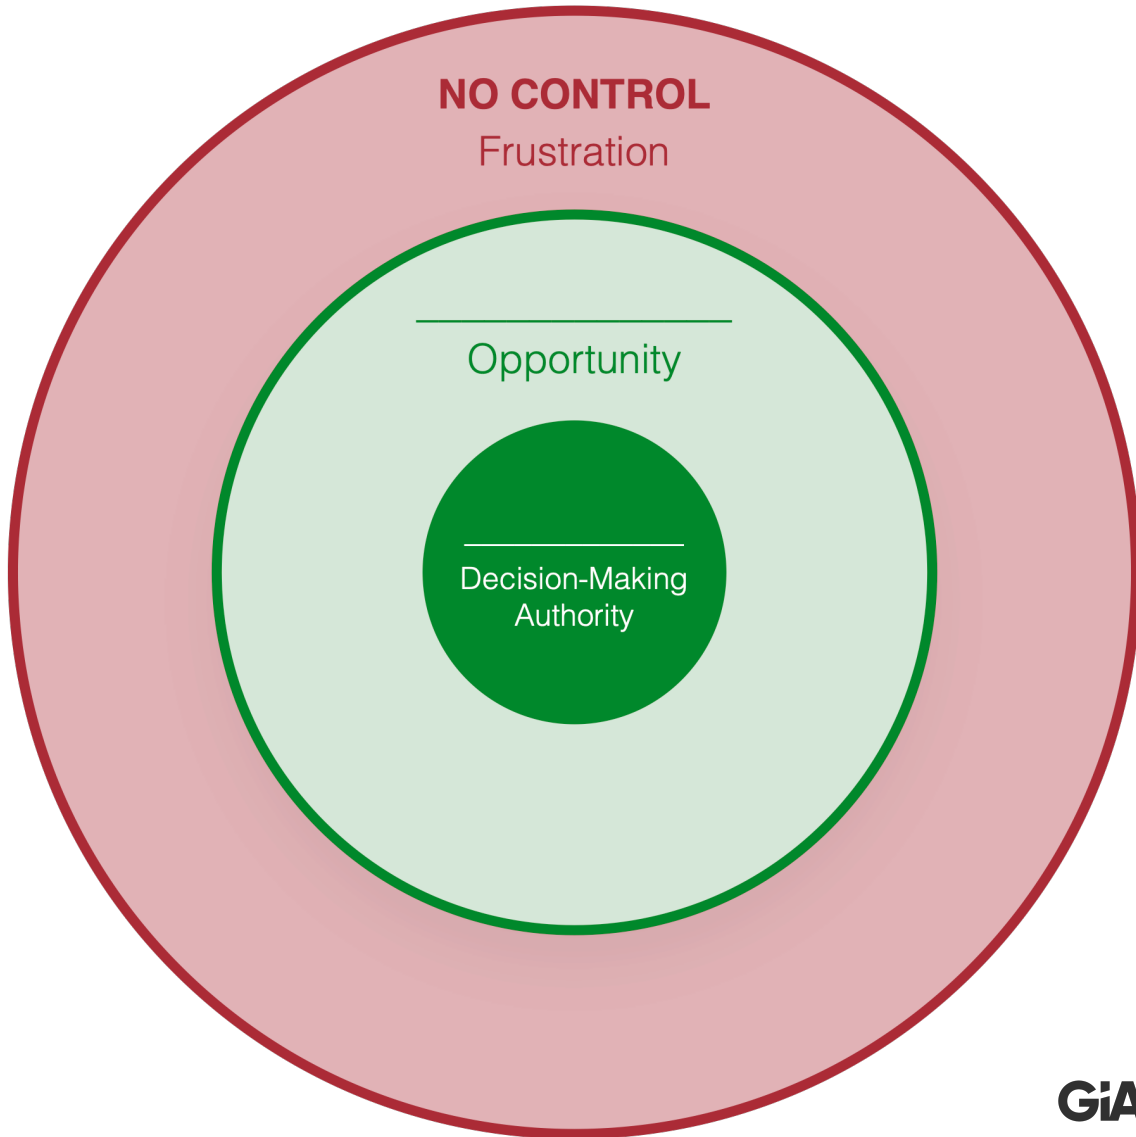 NO CONTROL
Frustration
Opportunity
Decision-Making
Authority
GiA